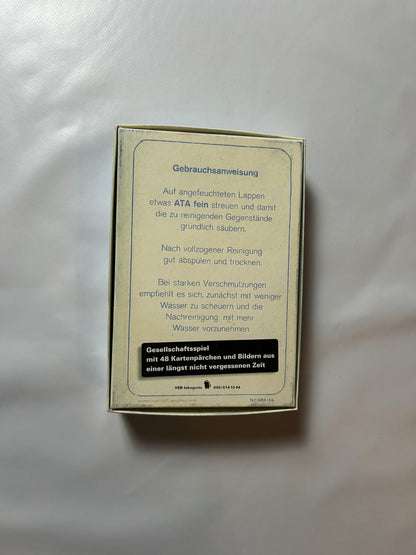 Gebrauchsanweisung
Auf angefeuchteten Lappen
etwas ATA fein streuen und damit
die zu reinigenden Gegenstände
gründlich säubern.
Nach vollzogener Reinigung
gut abspülen und trocknen.
Bei starken Verschmutzungen
empfiehlt es sich, zunächst mit weniger
Wasser zu scheuern und die
Nachreinigung mit mehr
Wasser vorzunehmen.
Gesellschaftsspiel
mit 48 Kartenpärchen und Bildern aus
einer längst nicht vergessenen Zeit
VEB Inkognito